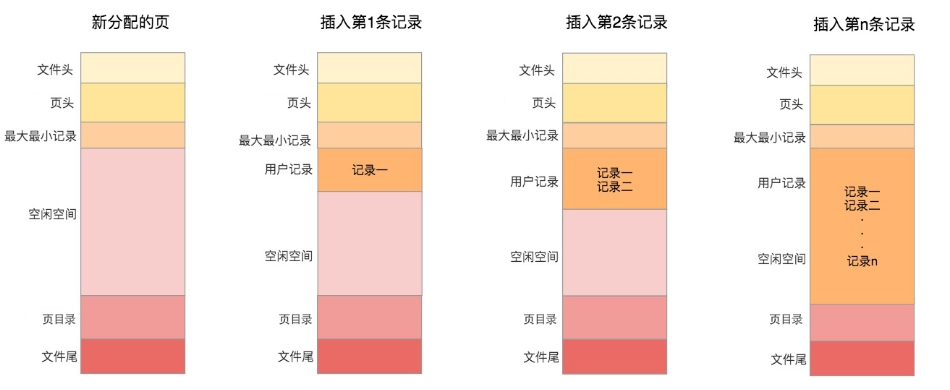 新分配的页
文件头
页头
最大最小记录
空闲空间
页目录
文件尾
插入第1条记录
文件头
页头
最大最小记录
用户记录
记录一
空闲空间
页目录
文件尾
插入第2条记录
文件头
页头
最大最小记录
用户记录
记录一
记录二
空闲空间
页目录
文件尾
插入第n条记录
文件头
页头
最大最小记录
用户记录
记录一
记录二
.
.
.
记录n
空闲空间
页目录
文件尾